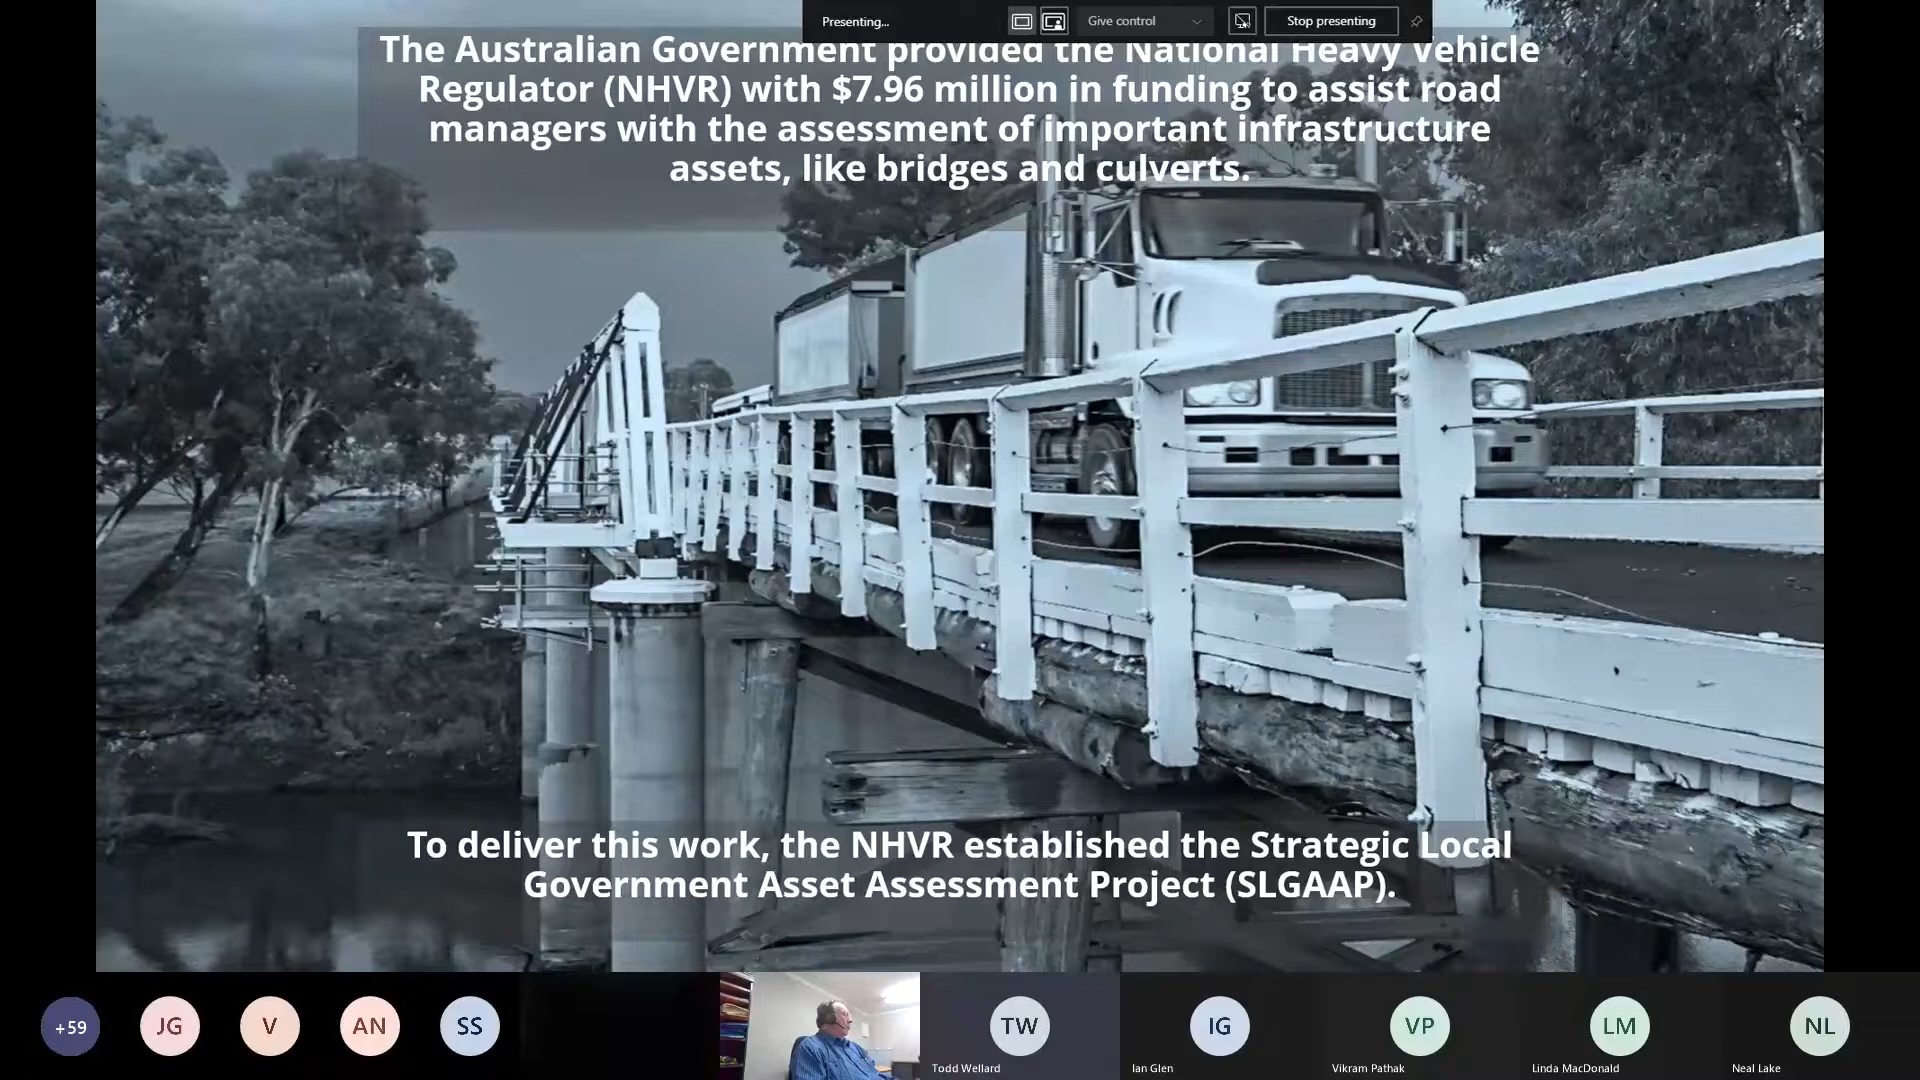 Presenting...
Give control
Stop presenting
The Australian Government provided the National Heavy Vehicle
Regulator (NHVR) with $7.96 million in funding to assist road
managers with the assessment of important infrastructure
assets, like bridges and culverts.
To deliver this work, the NHVR established the Strategic Local
Government Asset Assessment Project (SLGAAP).
+59
JG
V
AN
SS
TW
IG
VP
LM
NL
Todd Wellard
Ian Glen
Vikram Pathak
Linda MacDonald
Neal Lake